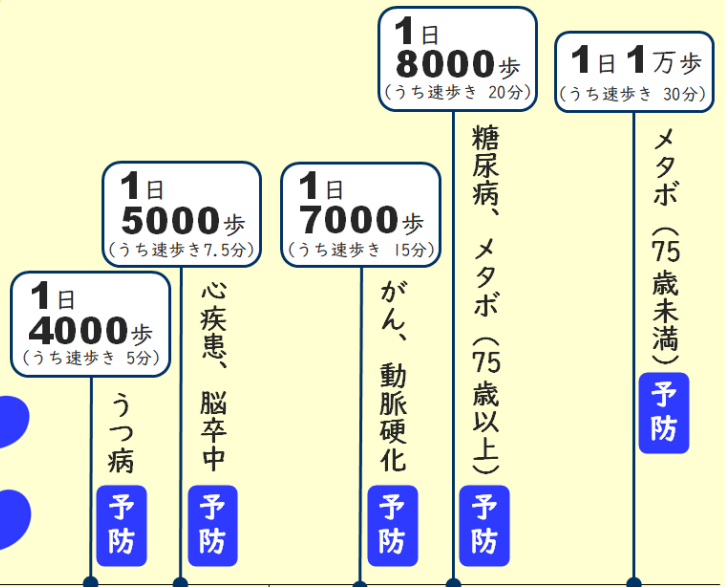 1日
4000歩
(うち速歩き 5分)
うつ病
予防
1日
5000歩
(うち速歩き7.5分)
心疾患、脳卒中
予防
1日
7000歩
(うち速歩き 15分)
がん、動脈硬化
予防
1日
8000歩
(うち速歩き 20分)
糖尿病、メタボ(75歳以上)
予防
1日1万歩
(うち速歩き 30分)
メタボ(75歳未満)
予防